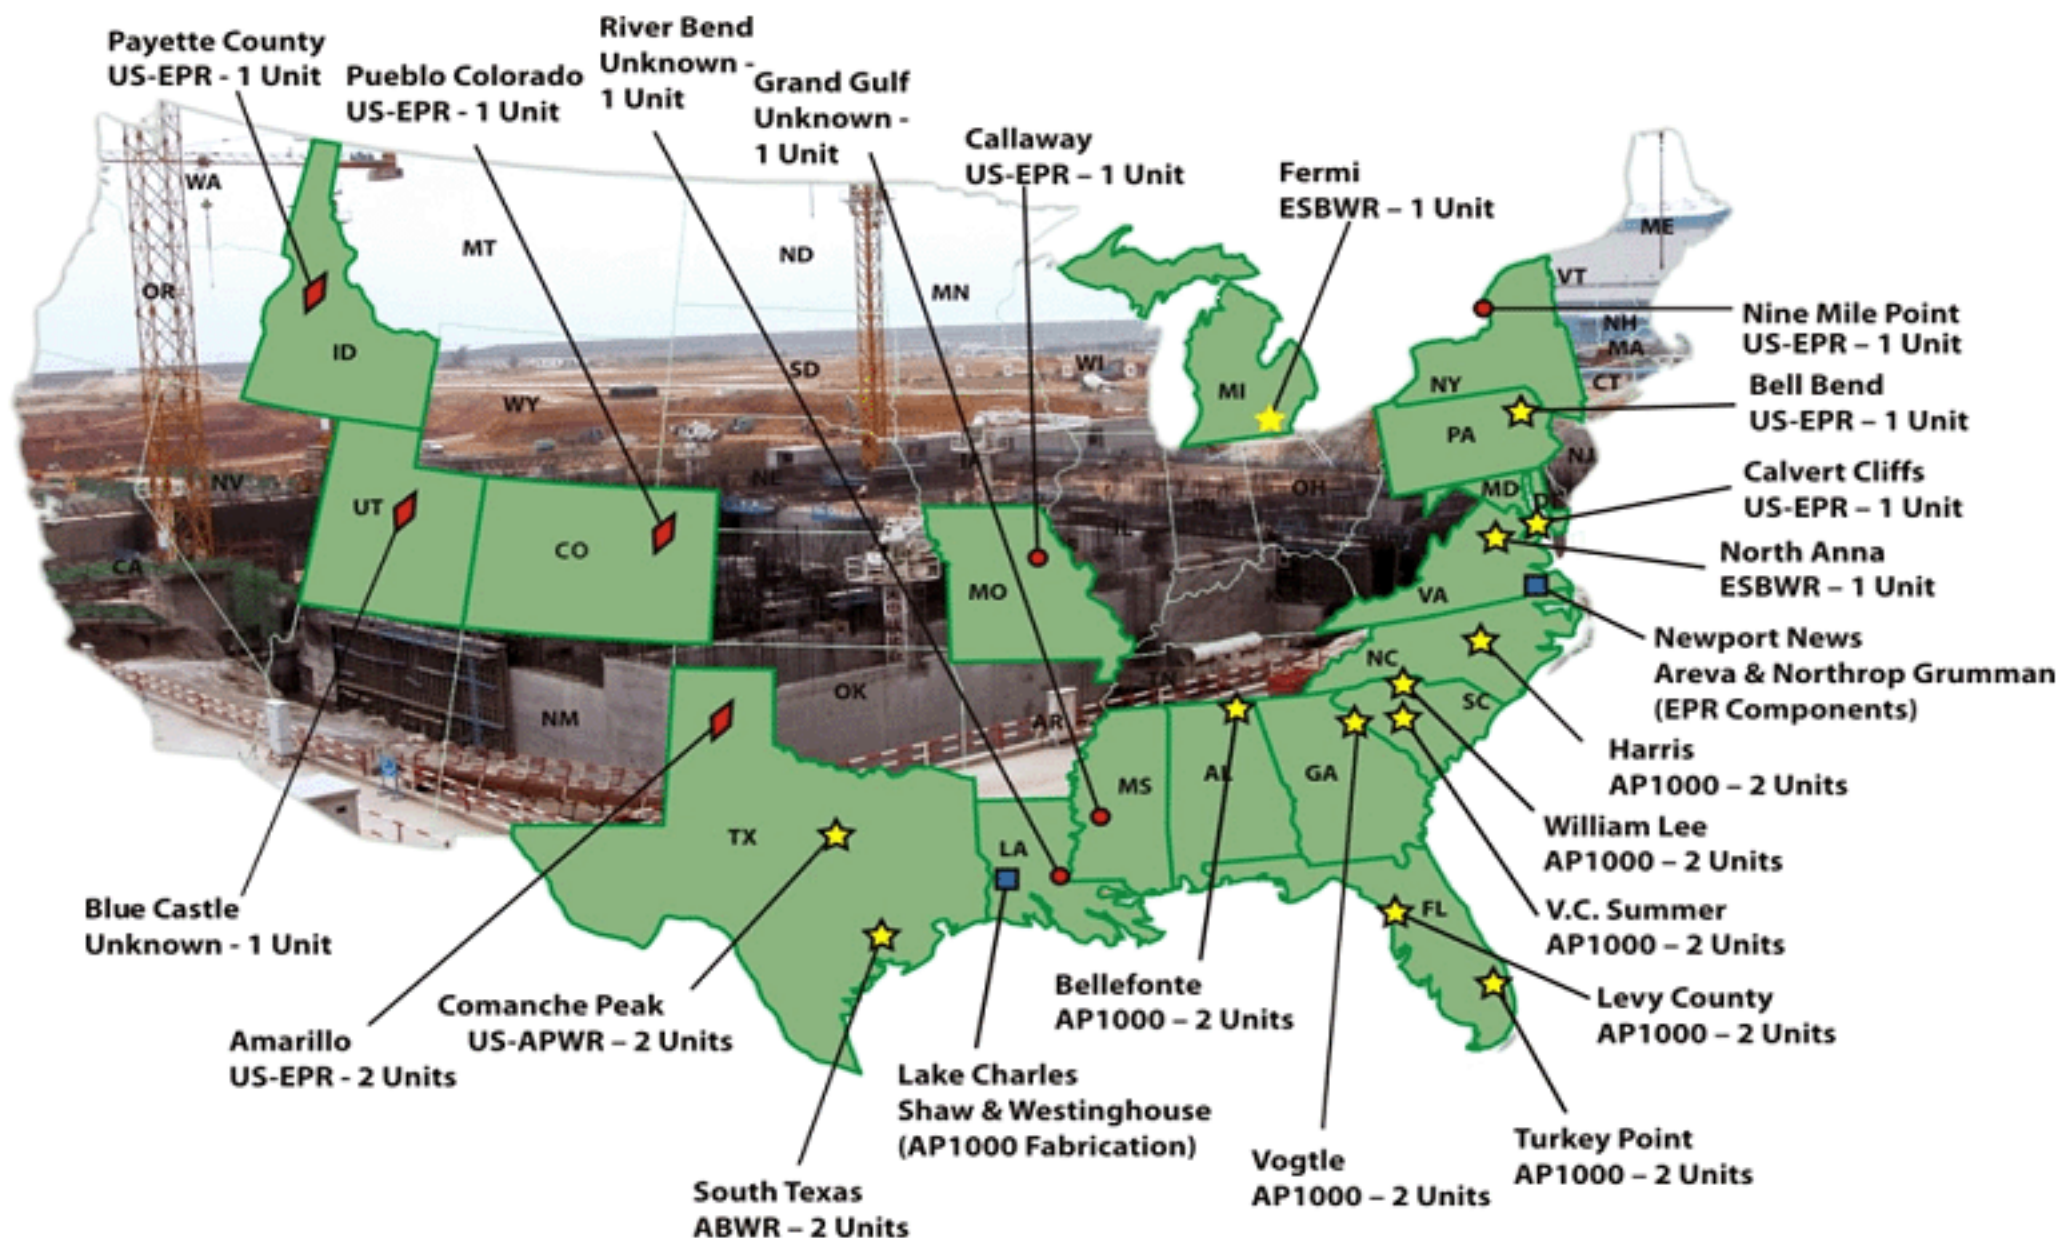 Payette County
US-EPR - 1 Unit
Pueblo Colorado
US-EPR - 1 Unit
River Bend
Unknown -
1 Unit
Grand Gulf
Unknown -
1 Unit
Callaway
US-EPR – 1 Unit
Fermi
ESBWR – 1 Unit
Nine Mile Point
US-EPR – 1 Unit
Bell Bend
US-EPR – 1 Unit
Calvert Cliffs
US-EPR – 1 Unit
North Anna
ESBWR – 1 Unit
Newport News
Areva & Northrop Grumman
(EPR Components)
Harris
AP1000 – 2 Units
William Lee
AP1000 – 2 Units
V.C. Summer
AP1000 – 2 Units
Levy County
AP1000 – 2 Units
Turkey Point
AP1000 – 2 Units
Vogtle
AP1000 – 2 Units
Bellefonte
AP1000 – 2 Units
Lake Charles
Shaw & Westinghouse
(AP1000 Fabrication)
South Texas
ABWR – 2 Units
Comanche Peak
US-APWR – 2 Units
Amarillo
US-EPR - 2 Units
Blue Castle
Unknown - 1 Unit
WA
MT
ND
MN
ME
VT
OR
ID
SD
WI
NH
MA
CT
WY
MI
NY
PA
NJ
NV
UT
NE
IA
IL
IN
OH
MD
CA
CO
MO
VA
NC
SC
TN
NM
OK
AR
TX
LA
MS
AL
GA
FL